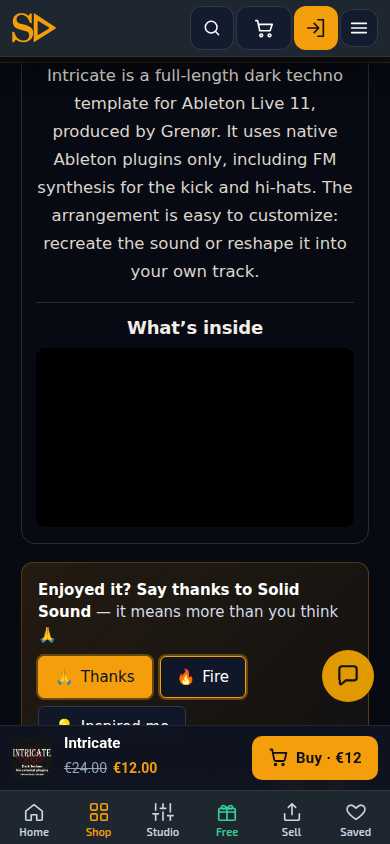 Intricate is a full-length dark techno
template for Ableton Live 11,
produced by Grenør. It uses native
Ableton plugins only, including FM
synthesis for the kick and hi-hats. The
arrangement is easy to customize:
recreate the sound or reshape it into
your own track.
What's inside
Enjoyed it? Say thanks to Solid
Sound — it means more than you think
🙏
🙏 Thanks
🔥 Fire
💡 Inspired me
INTRICATE
Intricate
€24.00 €12.00
Buy · €12
Home
Shop
Studio
Free
Sell
Saved